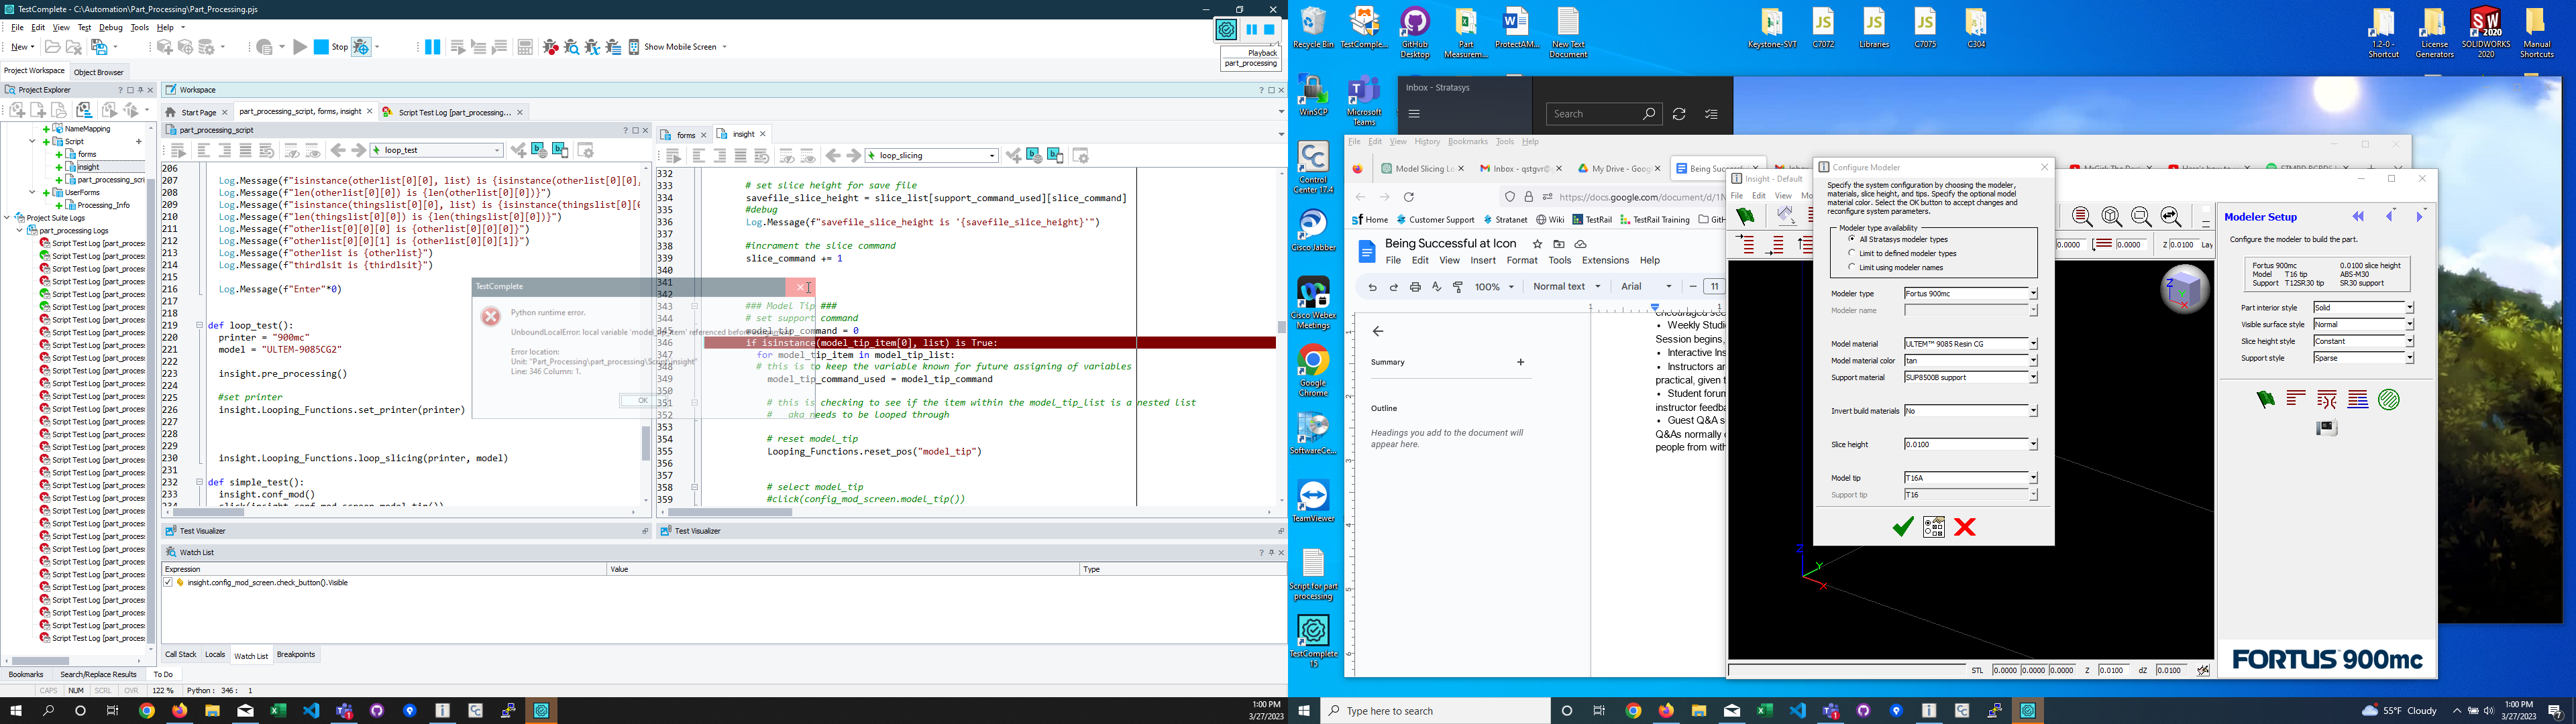 TestComplete - C:\Automation\Part_Processing\Part_Processing.pjs
File Edit View Test Debug Tools Help
New
Stop
Show Mobile Screen
Playback
part_processing
Project Workspace Object Browser
Project Explorer
NameMapping
Script
forms
insight
part_processing_scri
UserForms
Processing_Info
Project Suite Logs
part_processing Logs
Script Test Log [part_proces
Workspace
Start Page
part_processing_script, forms, insight
Script Test Log [part_processing...
part_processing_script
loop_test
206
207 Log.Message(f"isinstance(otherlist[0][0], list) is {isinstance(otherlist[0],
208 Log.Message(f"len(otherlist[0][0]) is {len(otherlist[0][0])}")
209 Log.Message(f"isinstance(thingslist[0][0], list) is {isinstance(thingslist[0][0
210 Log.Message(f"len(thingslist[0][0]) is {len(thingslist[0][0])}")
211 Log.Message(f"otherlist[0][0][0] is {otherlist[0][0][0]}")
212 Log.Message(f"otherlist[0][0][1] is {otherlist[0][0][1]}")
213 Log.Message(f"otherlist is {otherlist}")
214 Log.Message(f"thirdlsit is {thirdlsit}")
215
216 Log.Message(f"Enter"*0)
217
218
219 def loop_test():
220 printer = "900mc"
221 model = "ULTEM-9085CG2"
222
223 insight.pre_processing()
224
225 #set printer
226 insight.Looping_Functions.set_printer(printer)
227
228
229
230 insight.Looping_Functions.loop_slicing(printer, model)
231
232 def simple_test():
233 insight.conf_mod()
forms
insight
loop_slicing
332
333 # set slice height for save file
334 savefile_slice_height = slice_list[support_command_used][slice_command]
335 #debug
336 Log.Message(f"savefile_slice_height is '{savefile_slice_height}'")
337
338 #incrament the slice command
339 slice_command += 1
340
341
342
343 ### Model Tip ###
344 # set support command
345 model_tip_command = 0
346 if isinstance(model_tip_item[0], list) is True:
347 for model_tip_item in model_tip_list:
348 # this is to keep the variable known for future assigning of variables
349 model_tip_command_used = model_tip_command
350
351 # this is checking to see if the item within the model_tip_list is a nested list
352 # aka needs to be looped through
353
354 # reset model_tip
355 Looping_Functions.reset_pos("model_tip")
356
357
358 # select model_tip
359 #click(config_mod_screen.model_tip())
TestComplete
Python runtime error.
UnboundLocalError: local variable 'model_tip_item' referenced before
Error location:
Unit: "Part_Processing\part_processing\Script\insight"
Line: 346 Column: 1.
OK
Test Visualizer
Test Visualizer
Watch List
Expression Value Type
insight.config_mod_screen.check_button().Visible
Call Stack Locals Watch List Breakpoints
Bookmarks Search/Replace Results To Do
CAPS NUM SCRL OVR 122 % Python : 346 : 1
1:00 PM
3/27/2023
Recycle Bin
TestComple...
GitHub Desktop
Part Measurem...
ProtectAM...
New Text Document
Keystone-SVT
C7072
Libraries
C7075
C304
1.2-0 - Shortcut
License Generators
SOLIDWORKS 2020
Manual Shortcuts
WinSCP
Microsoft Teams
Control Center 17.4
Cisco Jabber
Cisco Webex Meetings
Google Chrome
SoftwareCe...
TeamViewer
Script for part processing
TestComplete 15
Inbox - Stratasys
Search
File Edit View History Bookmarks Tools Help
Model Slicing Lo
Inbox - qstgvr@
My Drive - Goog
Being Success
https://docs.google.com/document/d/1N
Home Customer Support Stratanet Wiki TestRail TestRail Training
Being Successful at Icon
File Edit View Insert Format Tools Extensions Help
100% Normal text Arial 11
Summary
Outline
Headings you add to the document will
appear here.
• Weekly Studi
Session begins,
• Interactive Ins
• Instructors ar
practical, given t
• Student forum
instructor feedba
• Guest Q&A s
Q&As normally o
people from with
Insight - Default
File Edit View Mo
0.0000 0.0000 Z 0.0100 Lay
Configure Modeler
Specify the system configuration by choosing the modeler,
materials, slice height, and tips. Specify the optional model
material color. Select the OK button to accept changes and
reconfigure system parameters.
Modeler type availability
All Stratasys modeler types
Limit to defined modeler types
Limit using modeler names
Modeler type Fortus 900mc
Modeler name
Model material ULTEM™ 9085 Resin CG
Model material color tan
Support material SUP8500B support
Invert build materials No
Slice height 0.0100
Model tip T16A
Support tip T16
Modeler Setup
Configure the modeler to build the part.
Fortus 900mc 0.0100 slice height
Model T16 tip ABS-M30
Support T12SR30 tip SR30 support
Part interior style Solid
Visible surface style Normal
Slice height style Constant
Support style Sparse
FORTUS 900mc
Z Y X
STL 0.0000 0.0000 0.0000 Z 0.0100 dZ 0.0100
Type here to search
55°F Cloudy
1:00 PM
3/27/2023